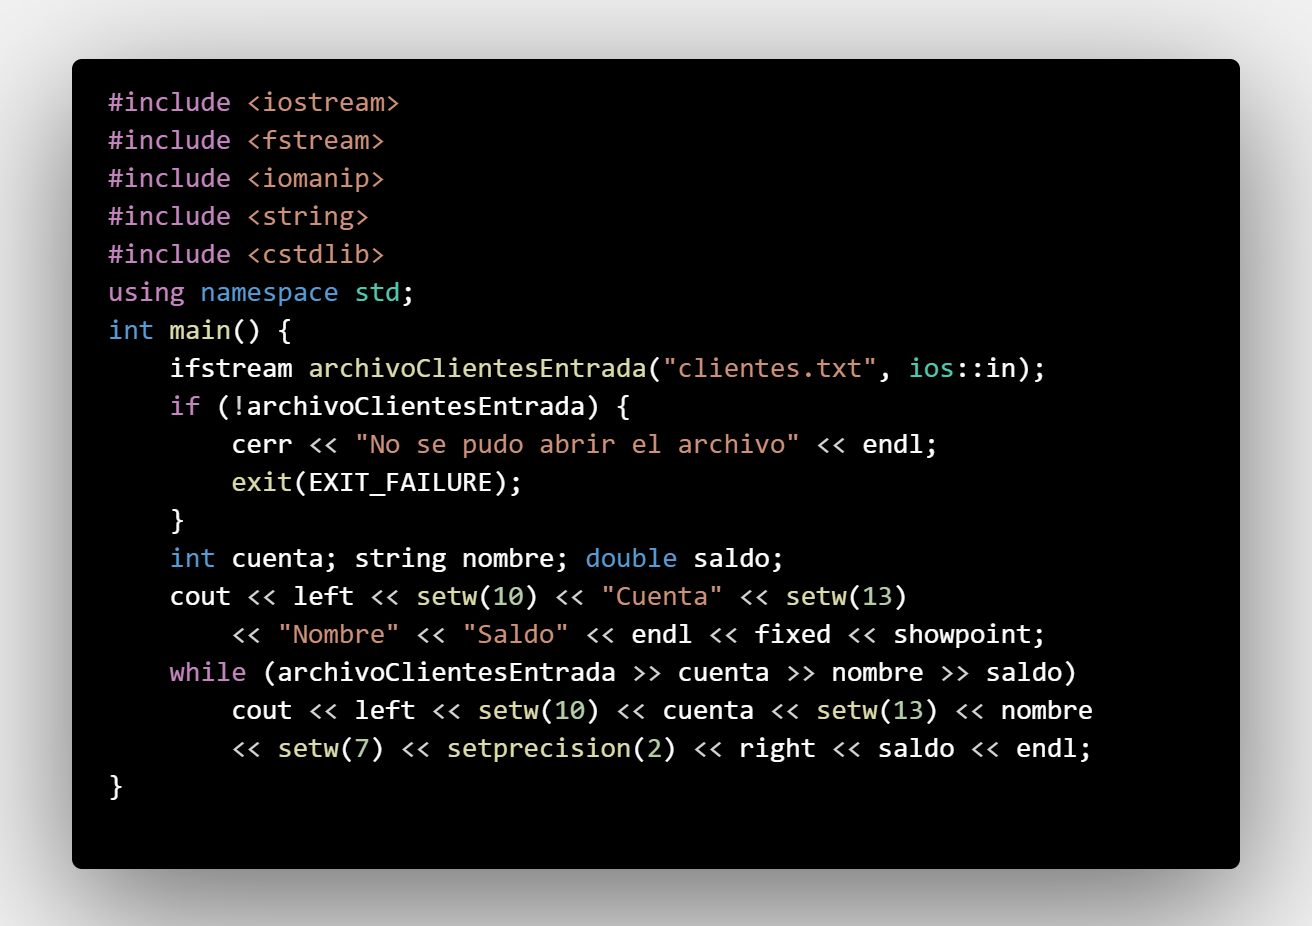 #include <iostream>
#include <fstream>
#include <iomanip>
#include <string>
#include <cstdlib>
using namespace std;
int main() {
    ifstream archivoClientesEntrada("clientes.txt", ios::in);
    if (!archivoClientesEntrada) {
        cerr << "No se pudo abrir el archivo" << endl;
        exit(EXIT_FAILURE);
    }
    int cuenta; string nombre; double saldo;
    cout << left << setw(10) << "Cuenta" << setw(13)
        << "Nombre" << "Saldo" << endl << fixed << showpoint;
    while (archivoClientesEntrada >> cuenta >> nombre >> saldo)
        cout << left << setw(10) << cuenta << setw(13) << nombre
        << setw(7) << setprecision(2) << right << saldo << endl;
}